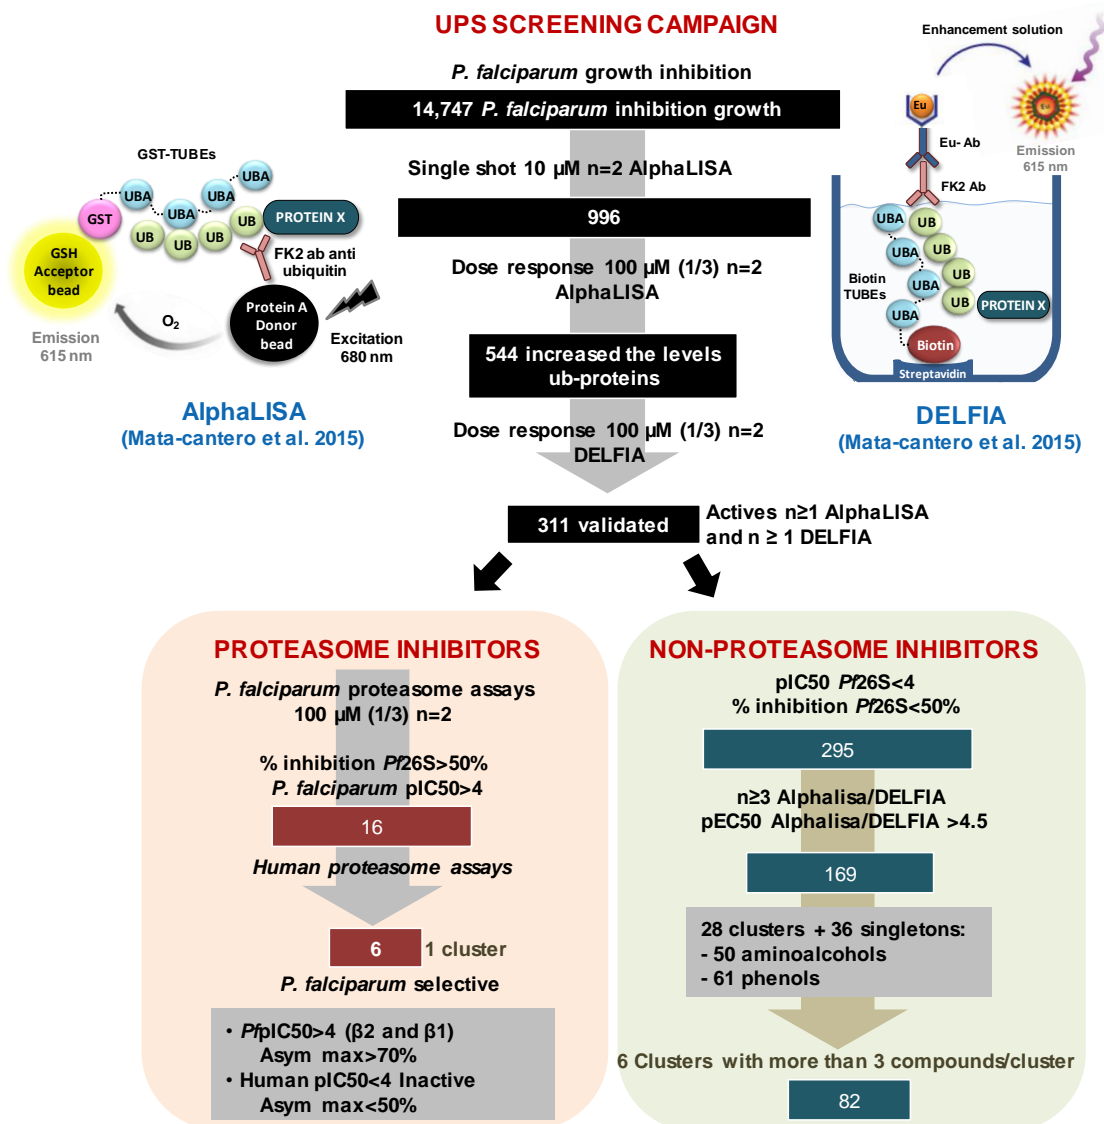 UPS SCREENING CAMPAIGN
P. falciparum growth inhibition
14,747 P. falciparum inhibition growth
Single shot 10 µM n=2 AlphaLISA
996
Dose response 100 µM (1/3) n=2
AlphaLISA
544 increased the levels
ub-proteins
Dose response 100 µM (1/3) n=2
DELFIA
311 validated
Actives n≥1 AlphaLISA
and n ≥ 1 DELFIA
GST-TUBEs
UBA
UBA
UBA
UBA
GST
UB
UB
UB
UB
PROTEIN X
GSH
Acceptor
bead
FK2 ab anti
ubiquitin
Protein A
Donor
bead
O2
Emission
615 nm
Excitation
680 nm
AlphaLISA
(Mata-cantero et al. 2015)
Enhancement solution
Eu
Eu
Eu- Ab
Emission
615 nm
FK2 Ab
UBA
UB
UB
UBA
UB
UBA
UB
Biotin
TUBEs
UBA
PROTEIN X
Biotin
Streptavidin
DELFIA
(Mata-cantero et al. 2015)
PROTEASOME INHIBITORS
P. falciparum proteasome assays
100 µM (1/3) n=2
% inhibition Pf26S>50%
P. falciparum pIC50>4
16
Human proteasome assays
6
1 cluster
P. falciparum selective
• PfpIC50>4 (β2 and β1)
Asym max>70%
• Human pIC50<4 Inactive
Asym max<50%
NON-PROTEASOME INHIBITORS
pIC50 Pf26S<4
% inhibition Pf26S<50%
295
n≥3 Alphalisa/DELFIA
pEC50 Alphalisa/DELFIA >4.5
169
28 clusters + 36 singletons:
- 50 aminoalcohols
- 61 phenols
6 Clusters with more than 3 compounds/cluster
82